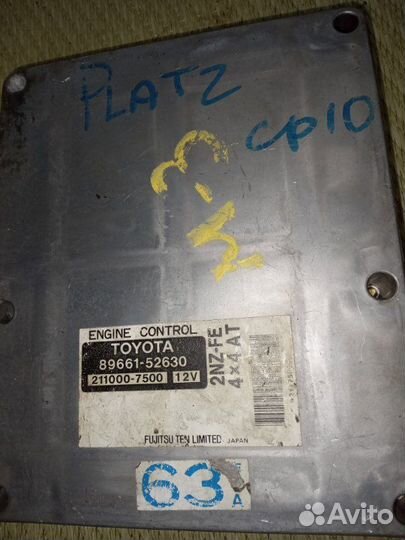 PLATZ
CP10
ENGINE CONTROL
TOYOTA
89661-52630
211000-7500 12V
2NZ-FE
4×4 AT
FUJITSU TEN LIMITED JAPAN
63
A
Avito